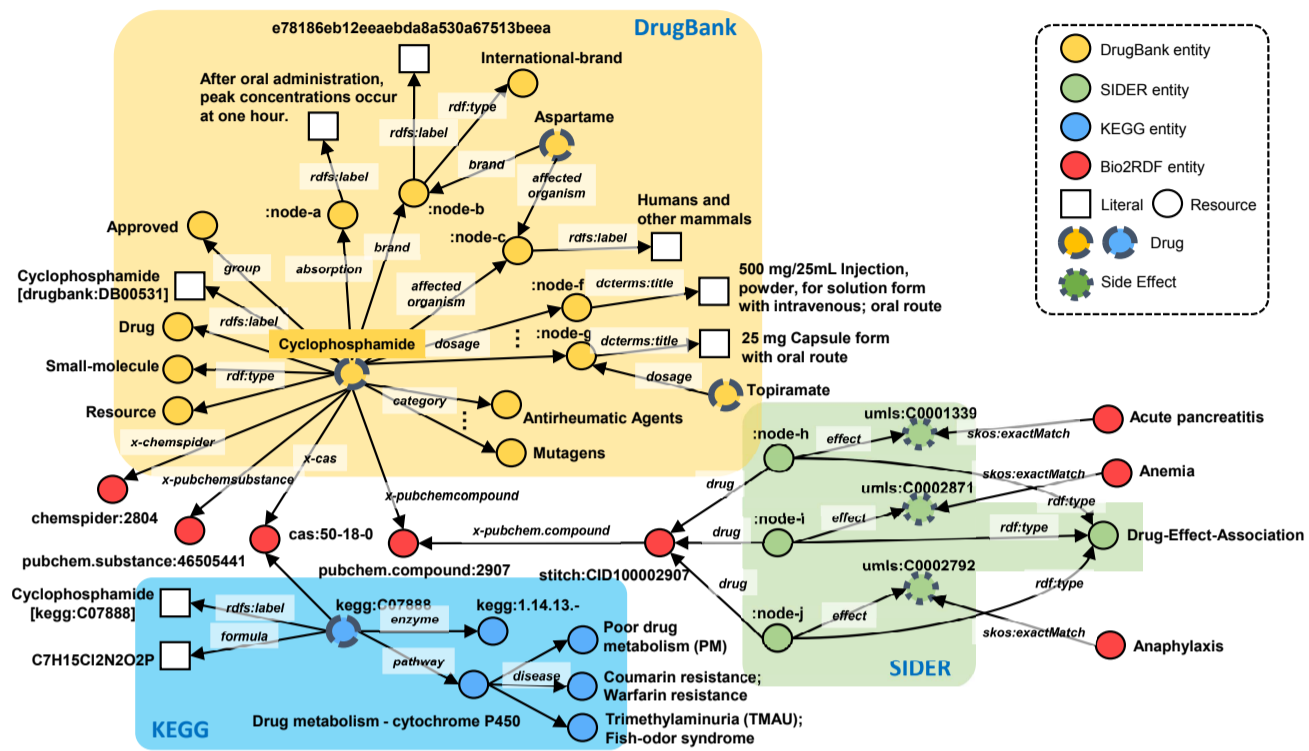 e78186eb12eeaebda8a530a67513beea
DrugBank
International-brand
After oral administration,
peak concentrations occur
at one hour.
rdf:type
rdfs:label
Aspartame
brand
rdfs:label
affected
organism
:node-a
:node-b
Humans and
other mammals
Approved
:node-c
rdfs:label
brand
group
absorption
Cyclophosphamide
[drugbank:DB00531]
affected
organism
:node-f
dcterms:title
500 mg/25mL Injection,
powder, for solution form
with intravenous; oral route
Drug
rdfs:label
Cyclophosphamide
dosage
:node-g
dcterms:title
25 mg Capsule form
with oral route
Small-molecule
rdf:type
dosage
Topiramate
category
Resource
Antirheumatic Agents
x-chemspider
Mutagens
x-cas
x-pubchemsubstance
x-pubchemcompound
chemspider:2804
pubchem.substance:46505441
cas:50-18-0
pubchem.compound:2907
x-pubchem.compound
stitch:CID100002907
drug
drug
drug
:node-h
effect
umls:C0001339
skos:exactMatch
Acute pancreatitis
skos:exactMatch
Anemia
umls:C0002871
rdf:type
:node-i
effect
rdf:type
Drug-Effect-Association
umls:C0002792
rdf:type
:node-j
effect
skos:exactMatch
Anaphylaxis
SIDER
Cyclophosphamide
[kegg:C07888]
rdfs:label
kegg:C07888
enzyme
kegg:1.14.13.-
formula
C7H15Cl2N2O2P
pathway
Poor drug
metabolism (PM)
disease
Coumarin resistance;
Warfarin resistance
Drug metabolism - cytochrome P450
Trimethylaminuria (TMAU);
Fish-odor syndrome
KEGG
DrugBank entity
SIDER entity
KEGG entity
Bio2RDF entity
Literal
Resource
Drug
Side Effect